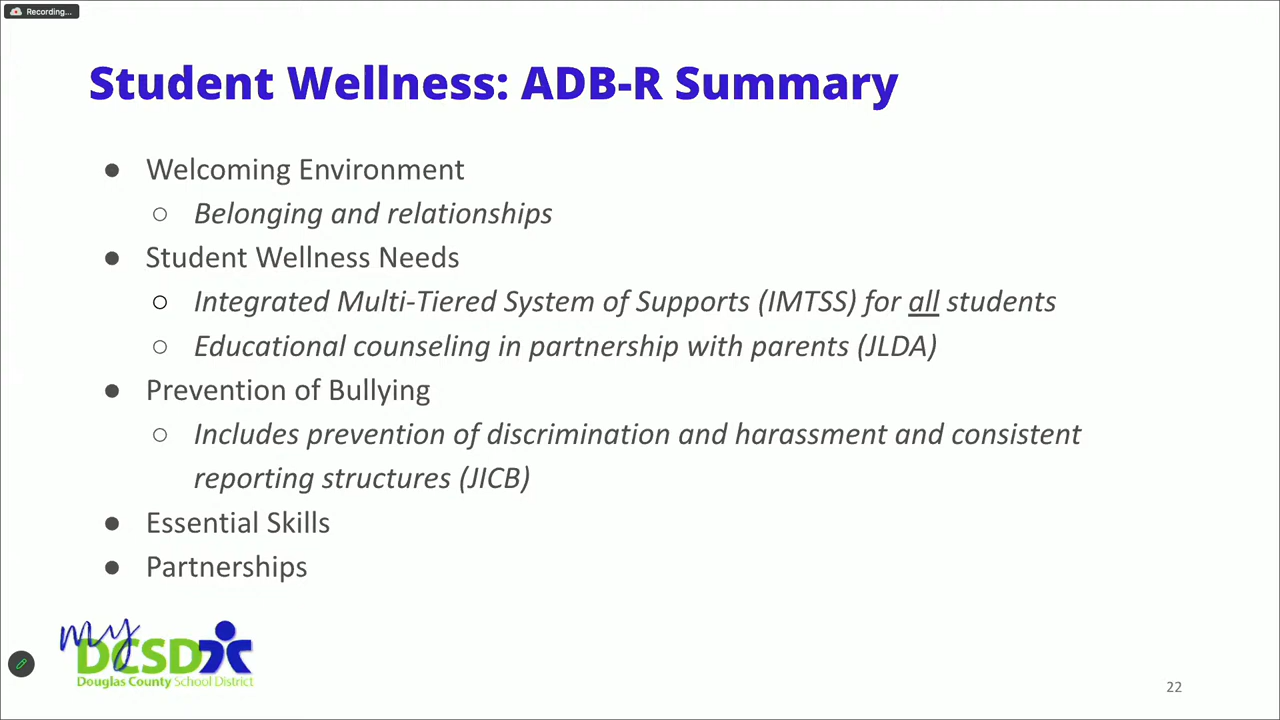 Recording...
Student Wellness: ADB-R Summary
● Welcoming Environment
○ Belonging and relationships
● Student Wellness Needs
○ Integrated Multi-Tiered System of Supports (IMTSS) for all students
○ Educational counseling in partnership with parents (JLDA)
● Prevention of Bullying
○ Includes prevention of discrimination and harassment and consistent
reporting structures (JICB)
● Essential Skills
● Partnerships
my
DCSD
Douglas County School District
22